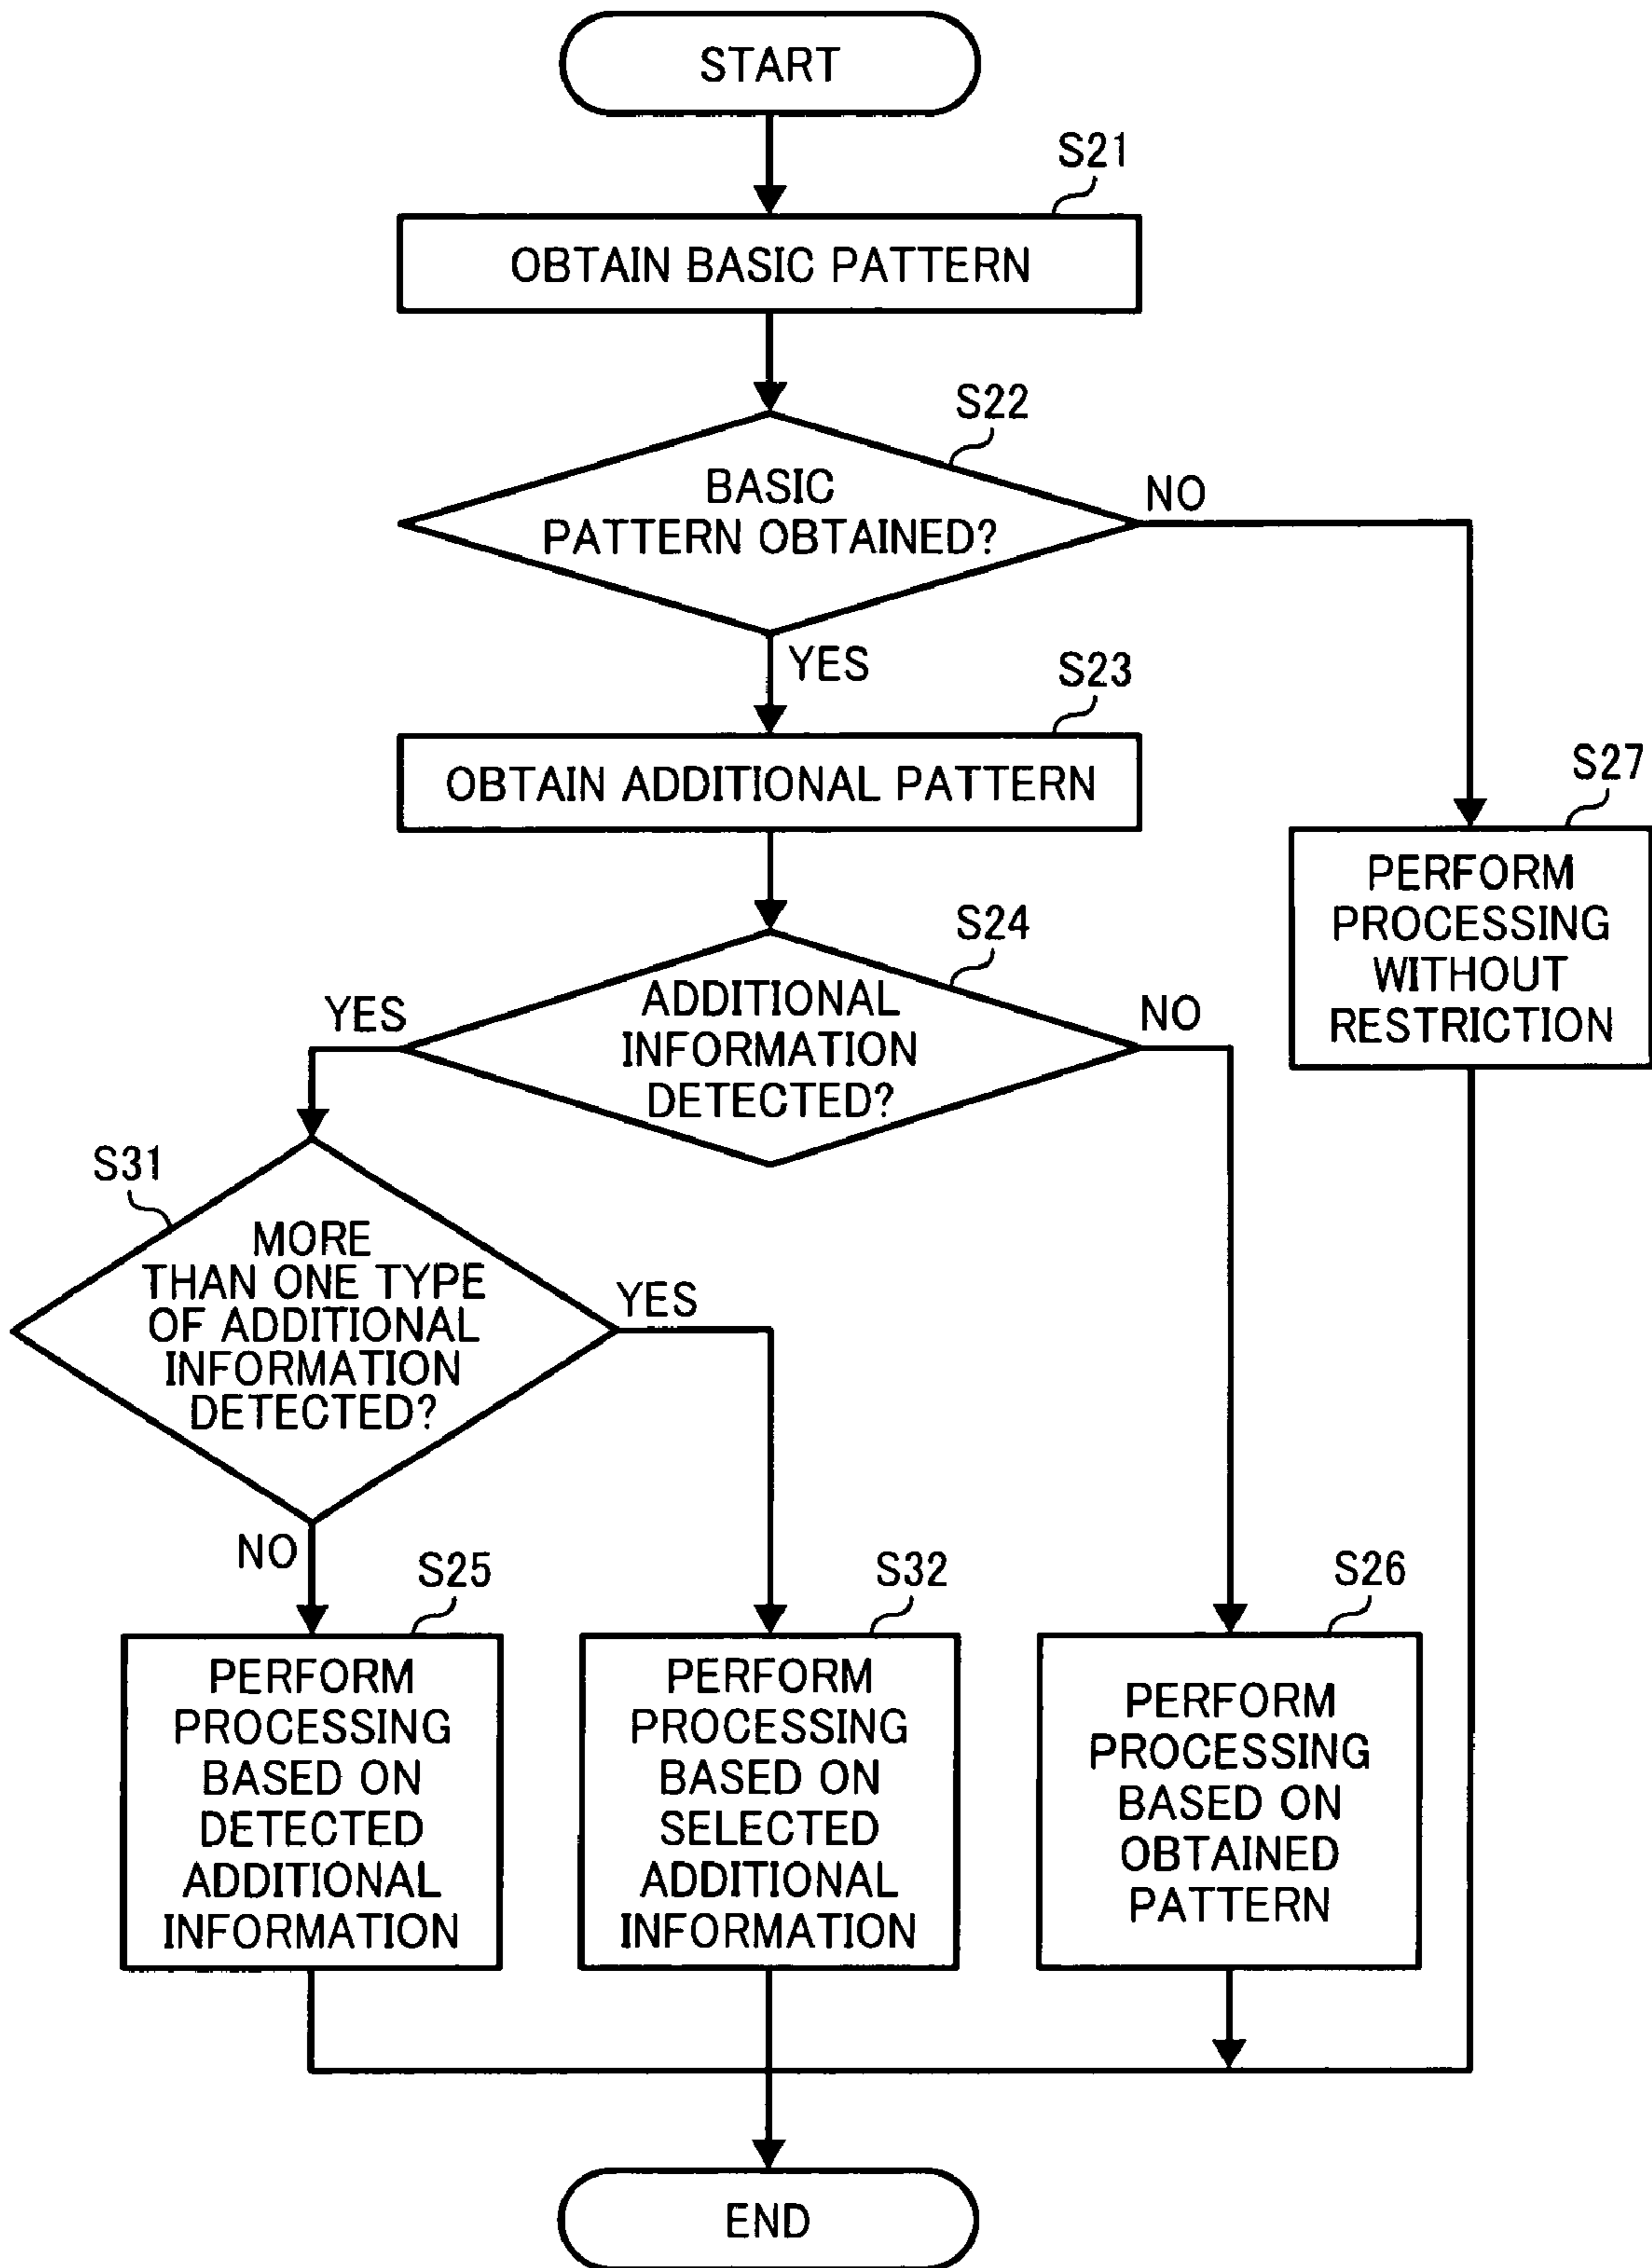 START
S21
OBTAIN BASIC PATTERN
S22
BASIC
PATTERN OBTAINED?
NO
YES
S23
OBTAIN ADDITIONAL PATTERN
S27
PERFORM
PROCESSING
WITHOUT
RESTRICTION
S24
ADDITIONAL
INFORMATION
DETECTED?
YES
NO
S31
MORE
THAN ONE TYPE
OF ADDITIONAL
INFORMATION
DETECTED?
YES
NO
S25
PERFORM
PROCESSING
BASED ON
DETECTED
ADDITIONAL
INFORMATION
S32
PERFORM
PROCESSING
BASED ON
SELECTED
ADDITIONAL
INFORMATION
S26
PERFORM
PROCESSING
BASED ON
OBTAINED
PATTERN
END